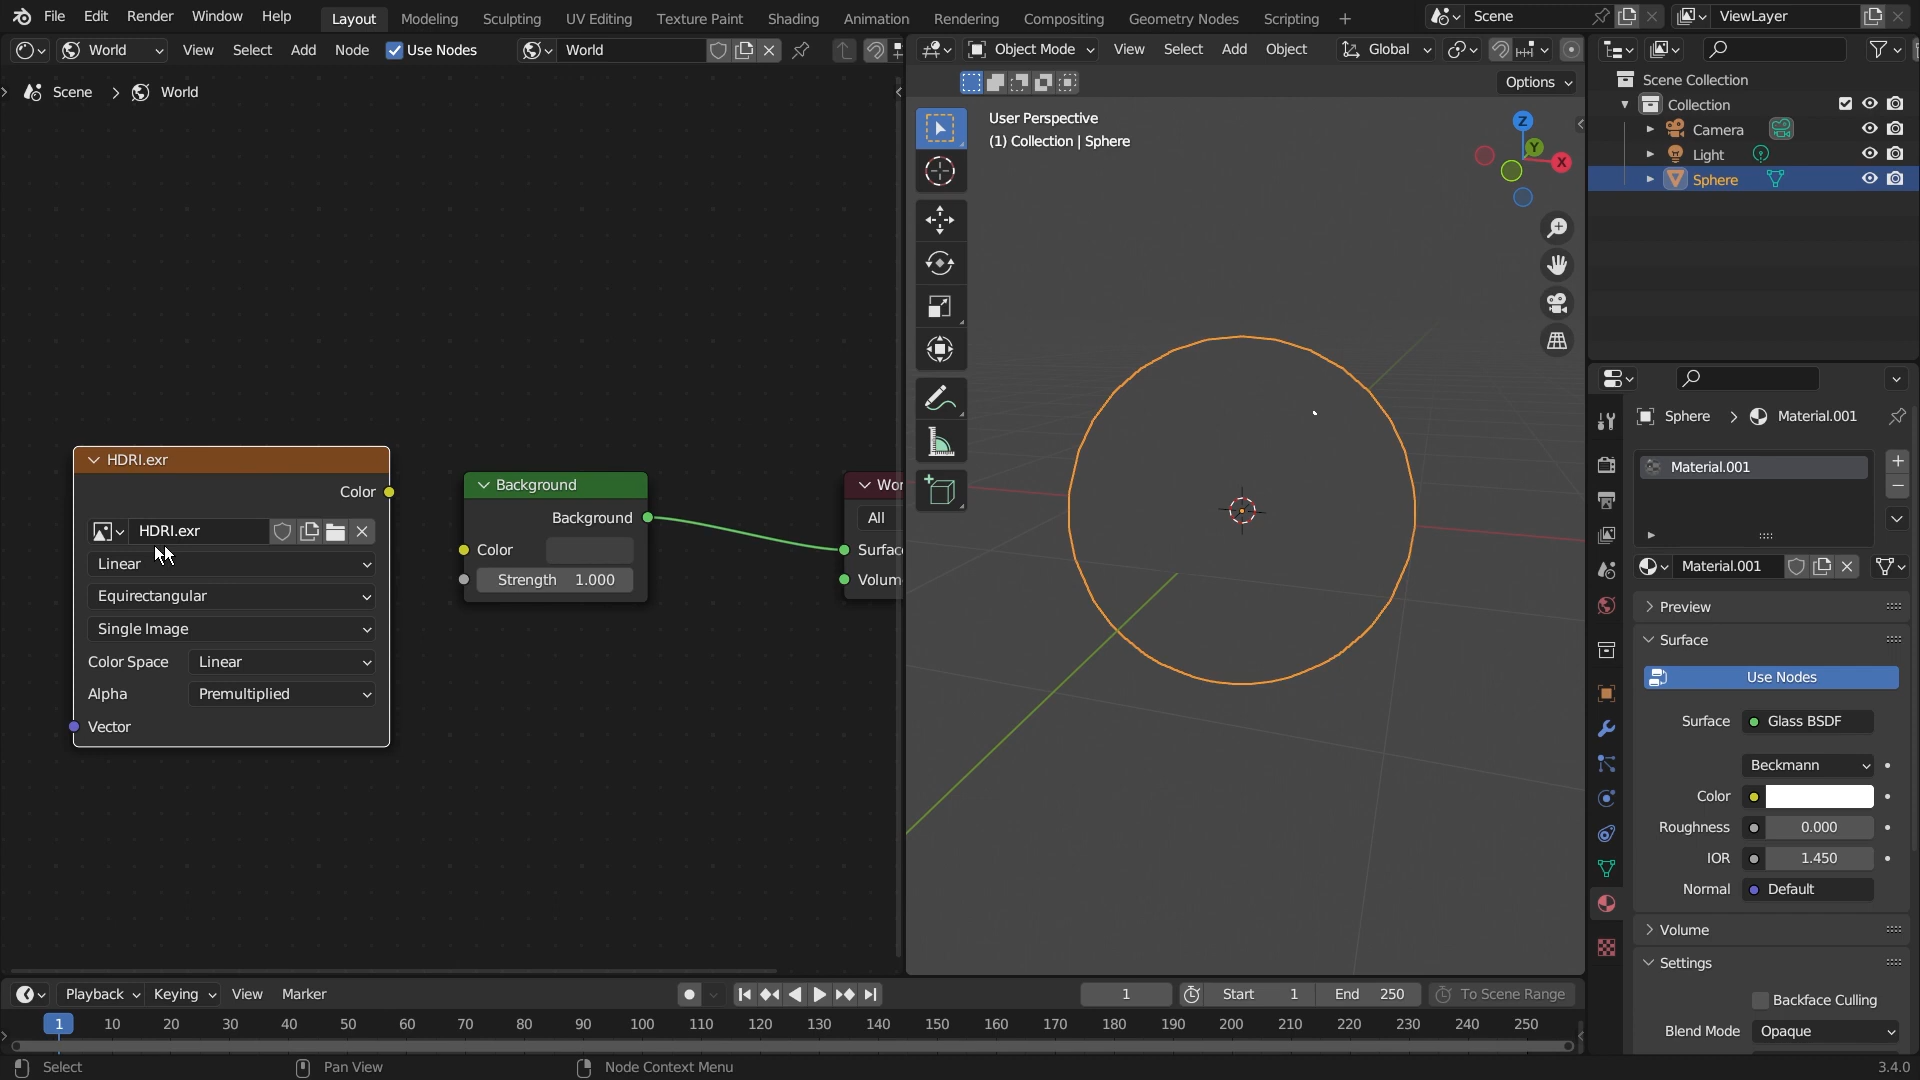 File Edit Render Window Help Layout Modeling Sculpting UV Editing Texture Paint Shading Animation Rendering Compositing Geometry Nodes Scripting + Scene ViewLayer
World View Select Add Node Use Nodes World
Object Mode View Select Add Object Global
Options
Scene > World
User Perspective
(1) Collection | Sphere
Z
Y
X
HDRI.exr
Color
HDRI.exr
Linear
Equirectangular
Single Image
Color Space Linear
Alpha Premultiplied
Vector
Background
Background
Color
Strength 1.000
Wor
All
Surfac
Volum
Scene Collection
Collection
Camera
Light
Sphere
Sphere > Material.001
Material.001
Material.001
Preview
Surface
Use Nodes
Surface Glass BSDF
Beckmann
Color
Roughness 0.000
IOR 1.450
Normal Default
Volume
Settings
Backface Culling
Blend Mode Opaque
Playback Keying View Marker 1 Start 1 End 250 To Scene Range
1 10 20 30 40 50 60 70 80 90 100 110 120 130 140 150 160 170 180 190 200 210 220 230 240 250
Select Pan View Node Context Menu 3.4.0